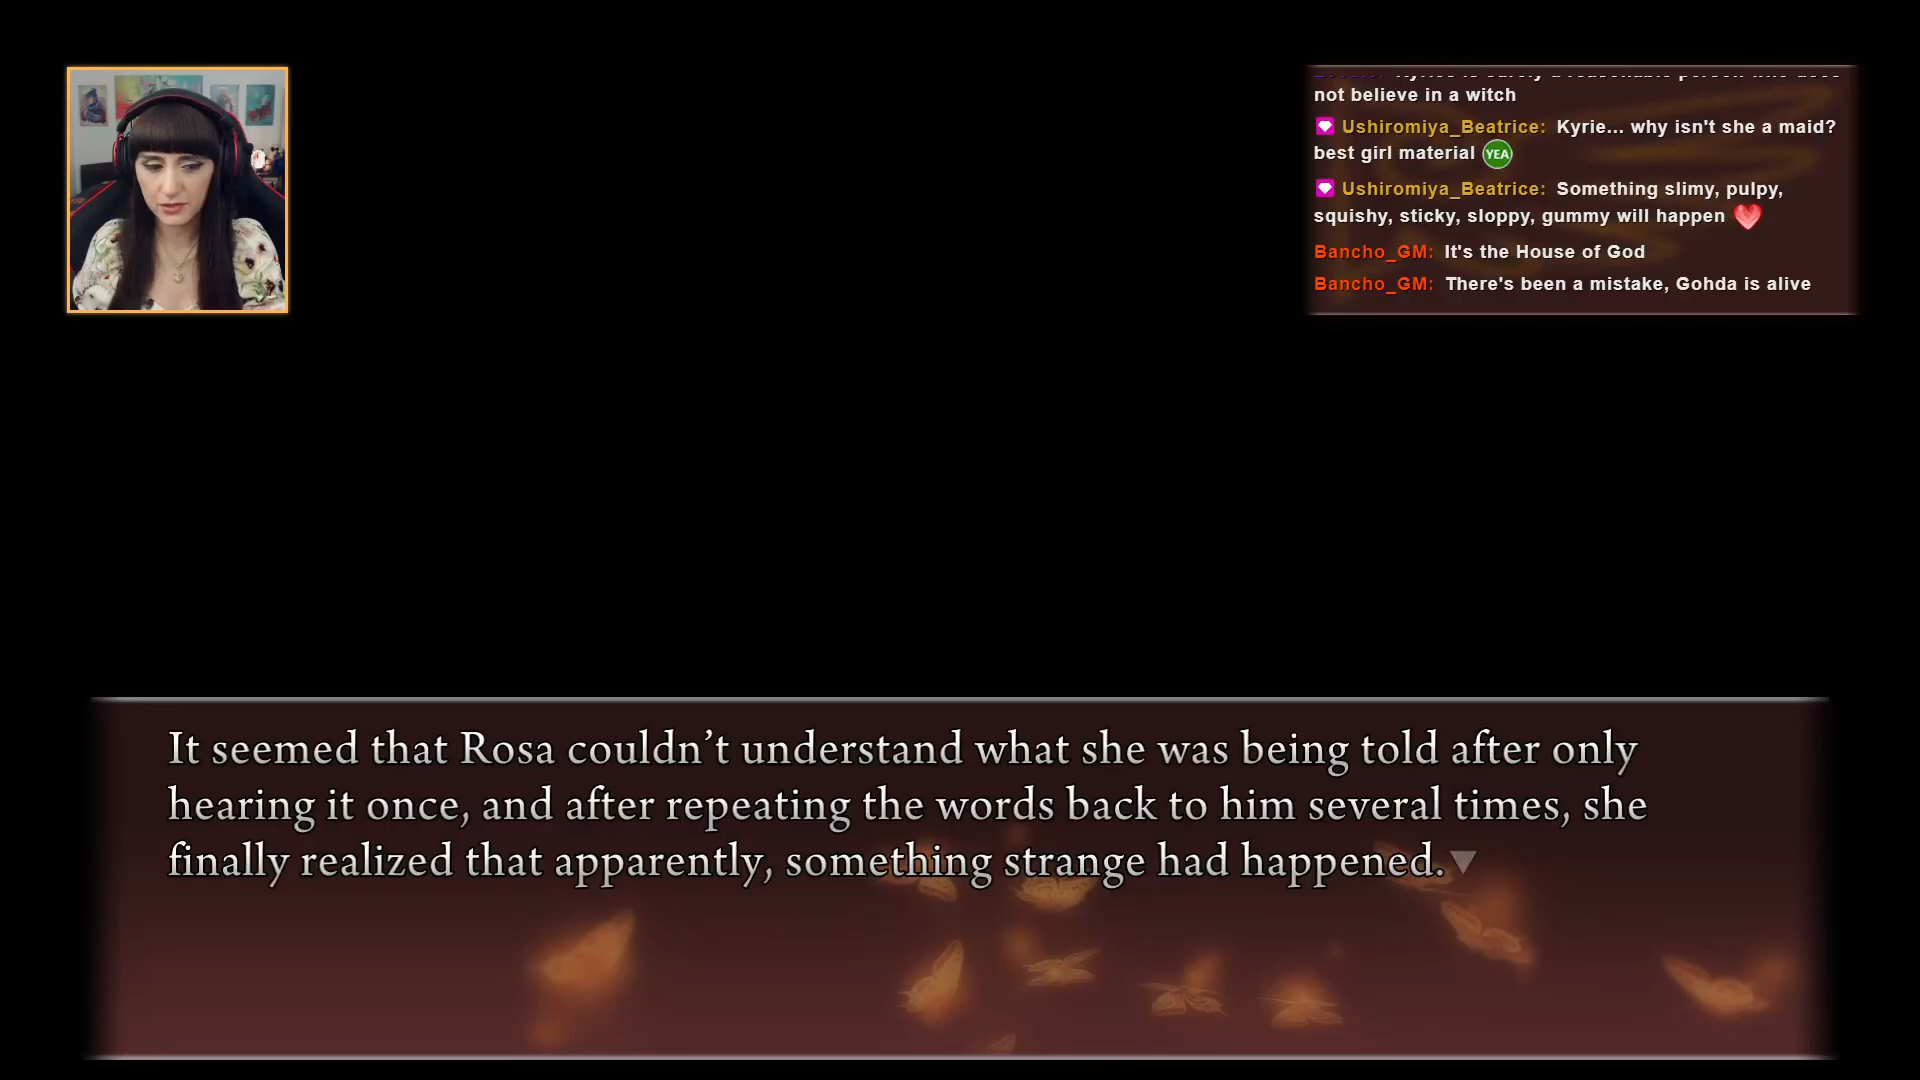 not believe in a witch
Ushiromiya_Beatrice: Kyrie... why isn't she a maid?
best girl material YEA
Ushiromiya_Beatrice: Something slimy, pulpy,
squishy, sticky, sloppy, gummy will happen
Bancho_GM: It's the House of God
Bancho_GM: There's been a mistake, Gohda is alive
It seemed that Rosa couldn’t understand what she was being told after only
hearing it once, and after repeating the words back to him several times, she
finally realized that apparently, something strange had happened.